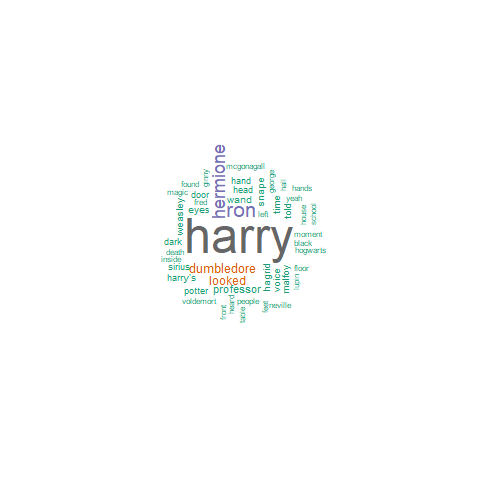 mcgonagall
hermione
ginny
found
hand
head
snape
george
hall
hands
magic
door
wand
time
yeah
fred
weasley
eyes
ron
left
told
house
school
harry
moment
dark
black
death
hogwarts
inside
sirius
dumbledore
hagrid
voice
malfoy
floor
harry's
looked
lupin
potter
professor
voldemort
people
feet
neville
front
heard
table